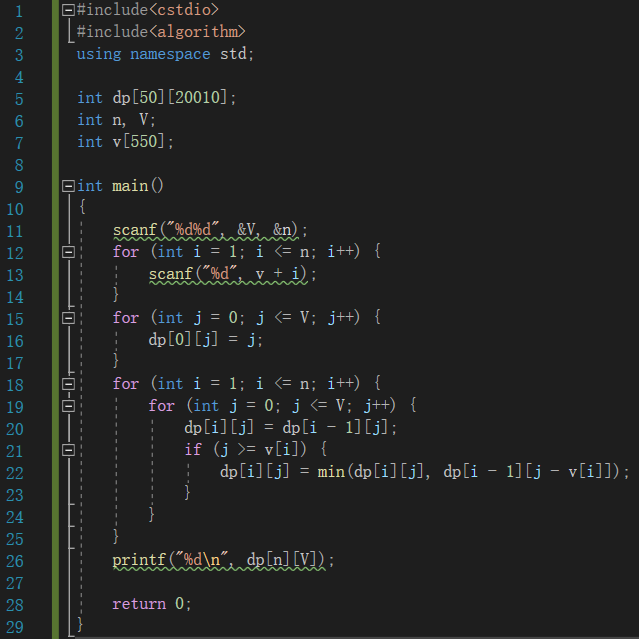 1 #include<cstdio>
2 #include<algorithm>
3 using namespace std;
4
5 int dp[50][20010];
6 int n, V;
7 int v[550];
8
9 int main()
10 {
11 scanf("%d%d", &V, &n);
12 for (int i = 1; i <= n; i++) {
13 scanf("%d", v + i);
14 }
15 for (int j = 0; j <= V; j++) {
16 dp[0][j] = j;
17 }
18 for (int i = 1; i <= n; i++) {
19 for (int j = 0; j <= V; j++) {
20 dp[i][j] = dp[i - 1][j];
21 if (j >= v[i]) {
22 dp[i][j] = min(dp[i][j], dp[i - 1][j - v[i]]);
23 }
24 }
25 }
26 printf("%d\n", dp[n][V]);
27
28 return 0;
29 }